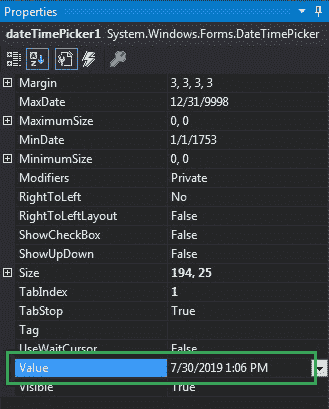 Properties
dateTimePicker1 System.Windows.Forms.DateTimePicker
Margin 3, 3, 3, 3
MaxDate 12/31/9998
MaximumSize 0, 0
MinDate 1/1/1753
MinimumSize 0, 0
Modifiers Private
RightToLeft No
RightToLeftLayout False
ShowCheckBox False
ShowUpDown False
Size 194, 25
TabIndex 1
TabStop True
Tag
UseWaitCursor False
Value 7/30/2019 1:06 PM
Visible True